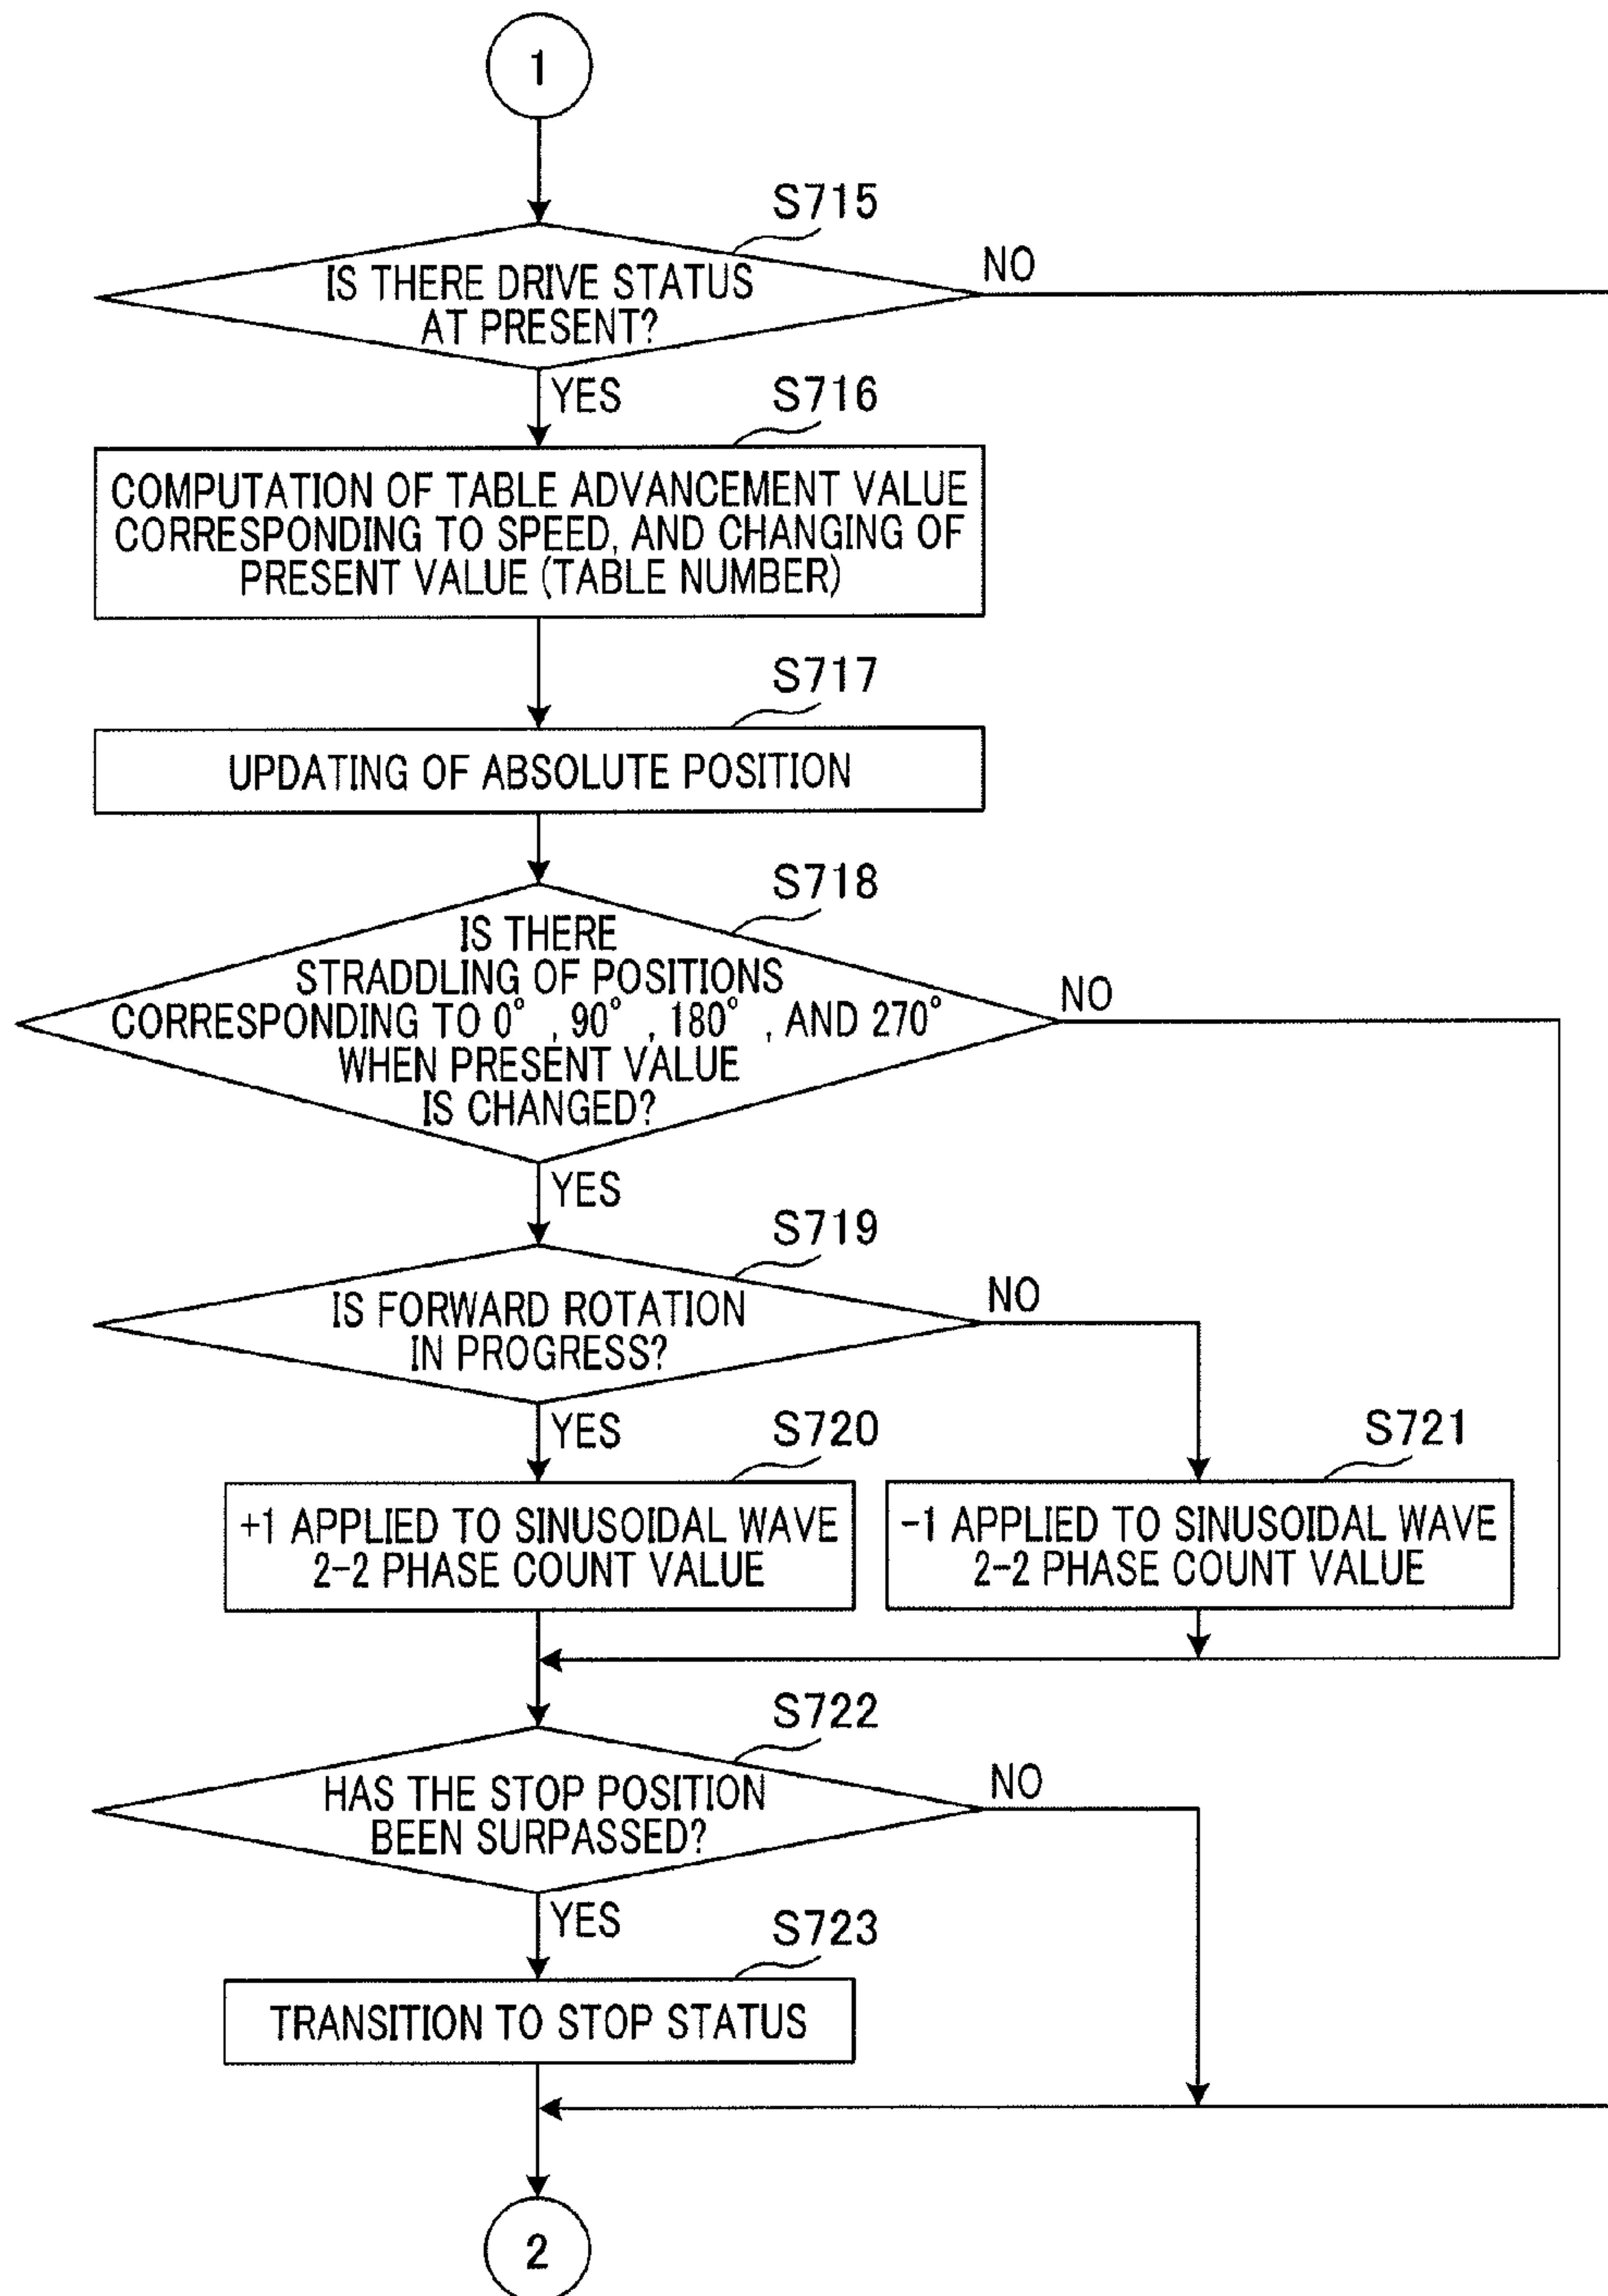 1
S715
IS THERE DRIVE STATUS
AT PRESENT?
NO
YES
S716
COMPUTATION OF TABLE ADVANCEMENT VALUE
CORRESPONDING TO SPEED, AND CHANGING OF
PRESENT VALUE (TABLE NUMBER)
S717
UPDATING OF ABSOLUTE POSITION
S718
IS THERE
STRADDLING OF POSITIONS
CORRESPONDING TO 0° , 90° , 180° , AND 270°
WHEN PRESENT VALUE
IS CHANGED?
NO
YES
S719
IS FORWARD ROTATION
IN PROGRESS?
NO
YES
S720
+1 APPLIED TO SINUSOIDAL WAVE
2-2 PHASE COUNT VALUE
S721
-1 APPLIED TO SINUSOIDAL WAVE
2-2 PHASE COUNT VALUE
S722
HAS THE STOP POSITION
BEEN SURPASSED?
NO
YES
S723
TRANSITION TO STOP STATUS
2